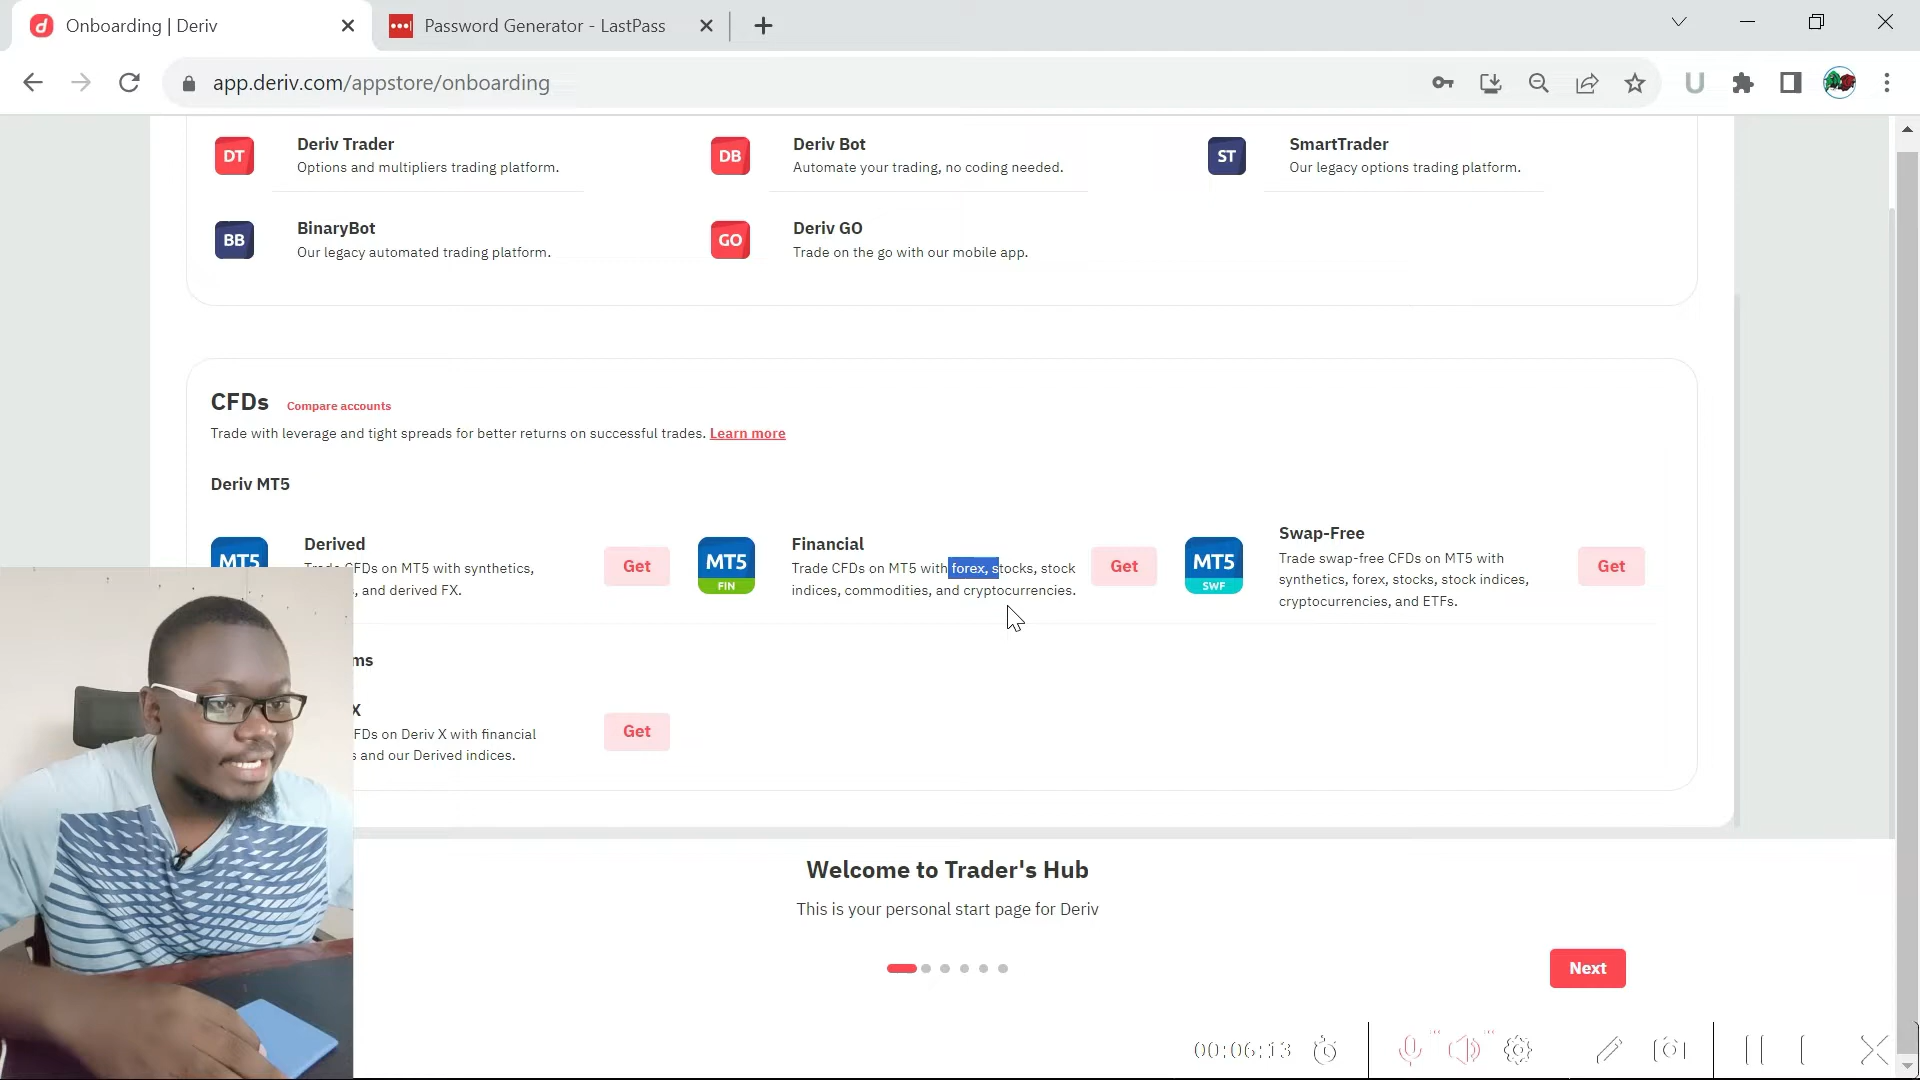 Onboarding | Deriv
Password Generator - LastPass
app.deriv.com/appstore/onboarding
DT
Deriv Trader
Options and multipliers trading platform.
DB
Deriv Bot
Automate your trading, no coding needed.
ST
SmartTrader
Our legacy options trading platform.
BB
BinaryBot
Our legacy automated trading platform.
GO
Deriv GO
Trade on the go with our mobile app.
CFDs Compare accounts
Trade with leverage and tight spreads for better returns on successful trades. Learn more
Deriv MT5
MT5
Derived
Trade CFDs on MT5 with synthetics,
, and derived FX.
Get
MT5
FIN
Financial
Trade CFDs on MT5 with forex, stocks, stock
indices, commodities, and cryptocurrencies.
Get
MT5
SWF
Swap-Free
Trade swap-free CFDs on MT5 with
synthetics, forex, stocks, stock indices,
cryptocurrencies, and ETFs.
Get
ms
X
FDs on Deriv X with financial
s and our Derived indices.
Get
Welcome to Trader's Hub
This is your personal start page for Deriv
Next
00:06:13